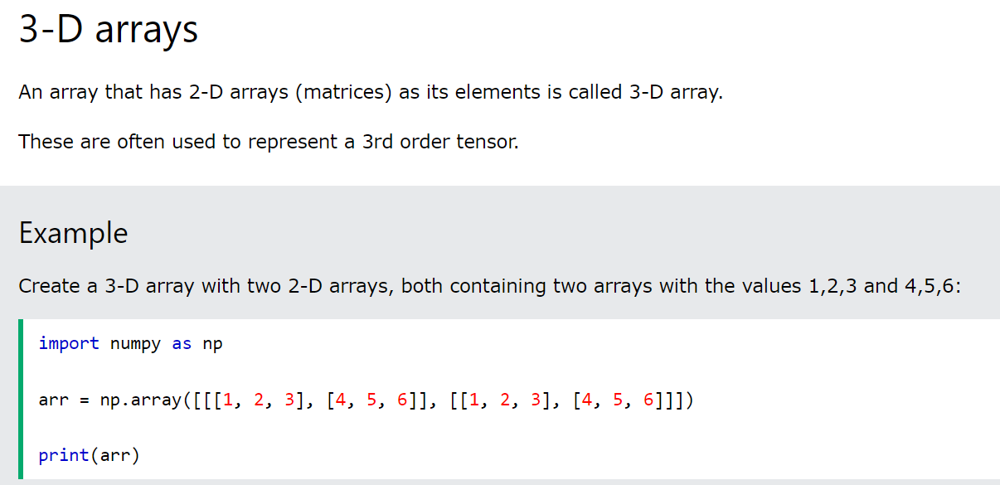 3-D arrays
An array that has 2-D arrays (matrices) as its elements is called 3-D array.
These are often used to represent a 3rd order tensor.
Example
Create a 3-D array with two 2-D arrays, both containing two arrays with the values 1,2,3 and 4,5,6:
import numpy as np
arr = np.array([[[1, 2, 3], [4, 5, 6]], [[1, 2, 3], [4, 5, 6]]])
print(arr)